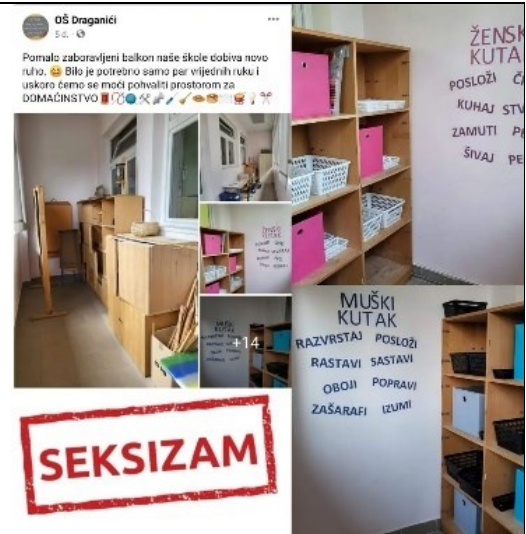 OŠ Draganići
5 d.
Pomalo zaboravljeni balkon naše škole dobiva novo
ruho. Bilo je potrebno samo par vrijednih ruku i
uskoro ćemo se moći pohvaliti prostorom za
DOMAĆINSTVO
+14
SEKSIZAM
ŽENSK
KUTA
POSLOŽI
KUHAJ
ZAMUTI
ŠIVAJ
MUŠKI
KUTAK
RAZVRSTAJ POSLOŽI
RASTAVI SASTAVI
OBOJI POPRAVI
ZAŠARAFI IZUMI